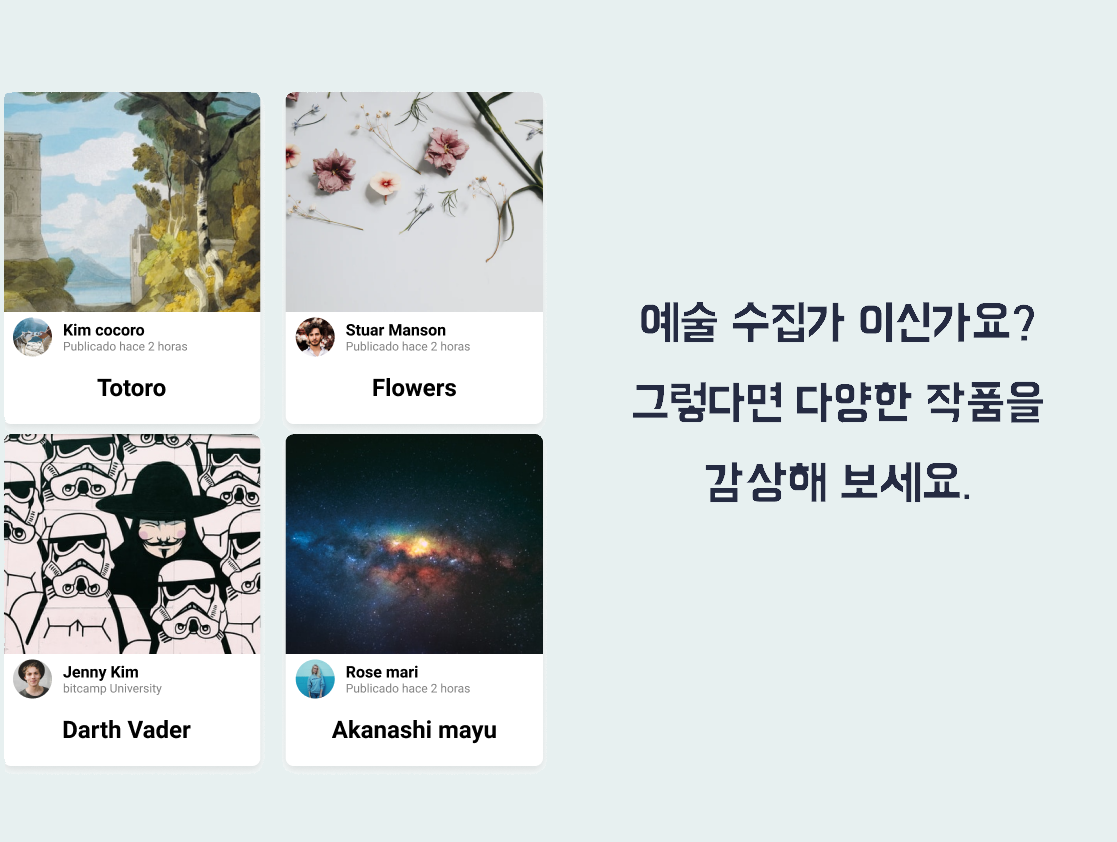 Kim cocoro
Publicado hace 2 horas
Totoro
Stuar Manson
Publicado hace 2 horas
Flowers
Jenny Kim
bitcamp University
Darth Vader
Rose mari
Publicado hace 2 horas
Akanashi mayu
예술 수집가 이신가요?
그렇다면 다양한 작품을
감상해 보세요.